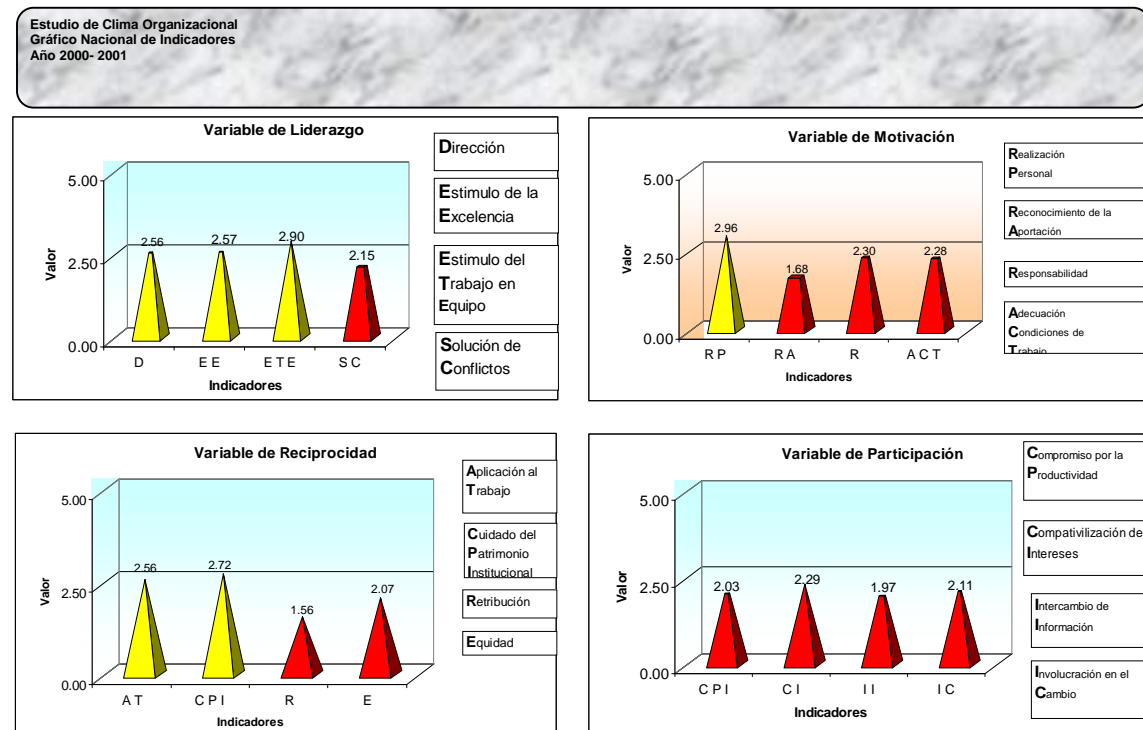 Estudio de Clima Organizacional
Gráfico Nacional de Indicadores
Año 2000- 2001
Variable de Liderazgo
Valor
5.00
2.50
0.00
2.56
2.57
2.90
2.15
D
E E
E T E
S C
Indicadores
Dirección
Estimulo de la
Excelencia
Estimulo del
Trabajo en
Equipo
Solución de
Conflictos
Variable de Motivación
Valor
5.00
2.50
0.00
2.96
1.68
2.30
2.28
R P
R A
R
A C T
Indicadores
Realización
Personal
Reconocimiento de la
Aportación
Responsabilidad
Adecuación
Condiciones de
Trabajo
Variable de Reciprocidad
Valor
5.00
2.50
0.00
2.56
2.72
1.56
2.07
A T
C P I
R
E
Indicadores
Aplicación al
Trabajo
Cuidado del
Patrimonio
Institucional
Retribución
Equidad
Variable de Participación
Valor
5.00
2.50
0.00
2.03
2.29
1.97
2.11
C P I
C I
I I
I C
Indicadores
Compromiso por la
Productividad
Compativilización de
Intereses
Intercambio de
Información
Involucración en el
Cambio